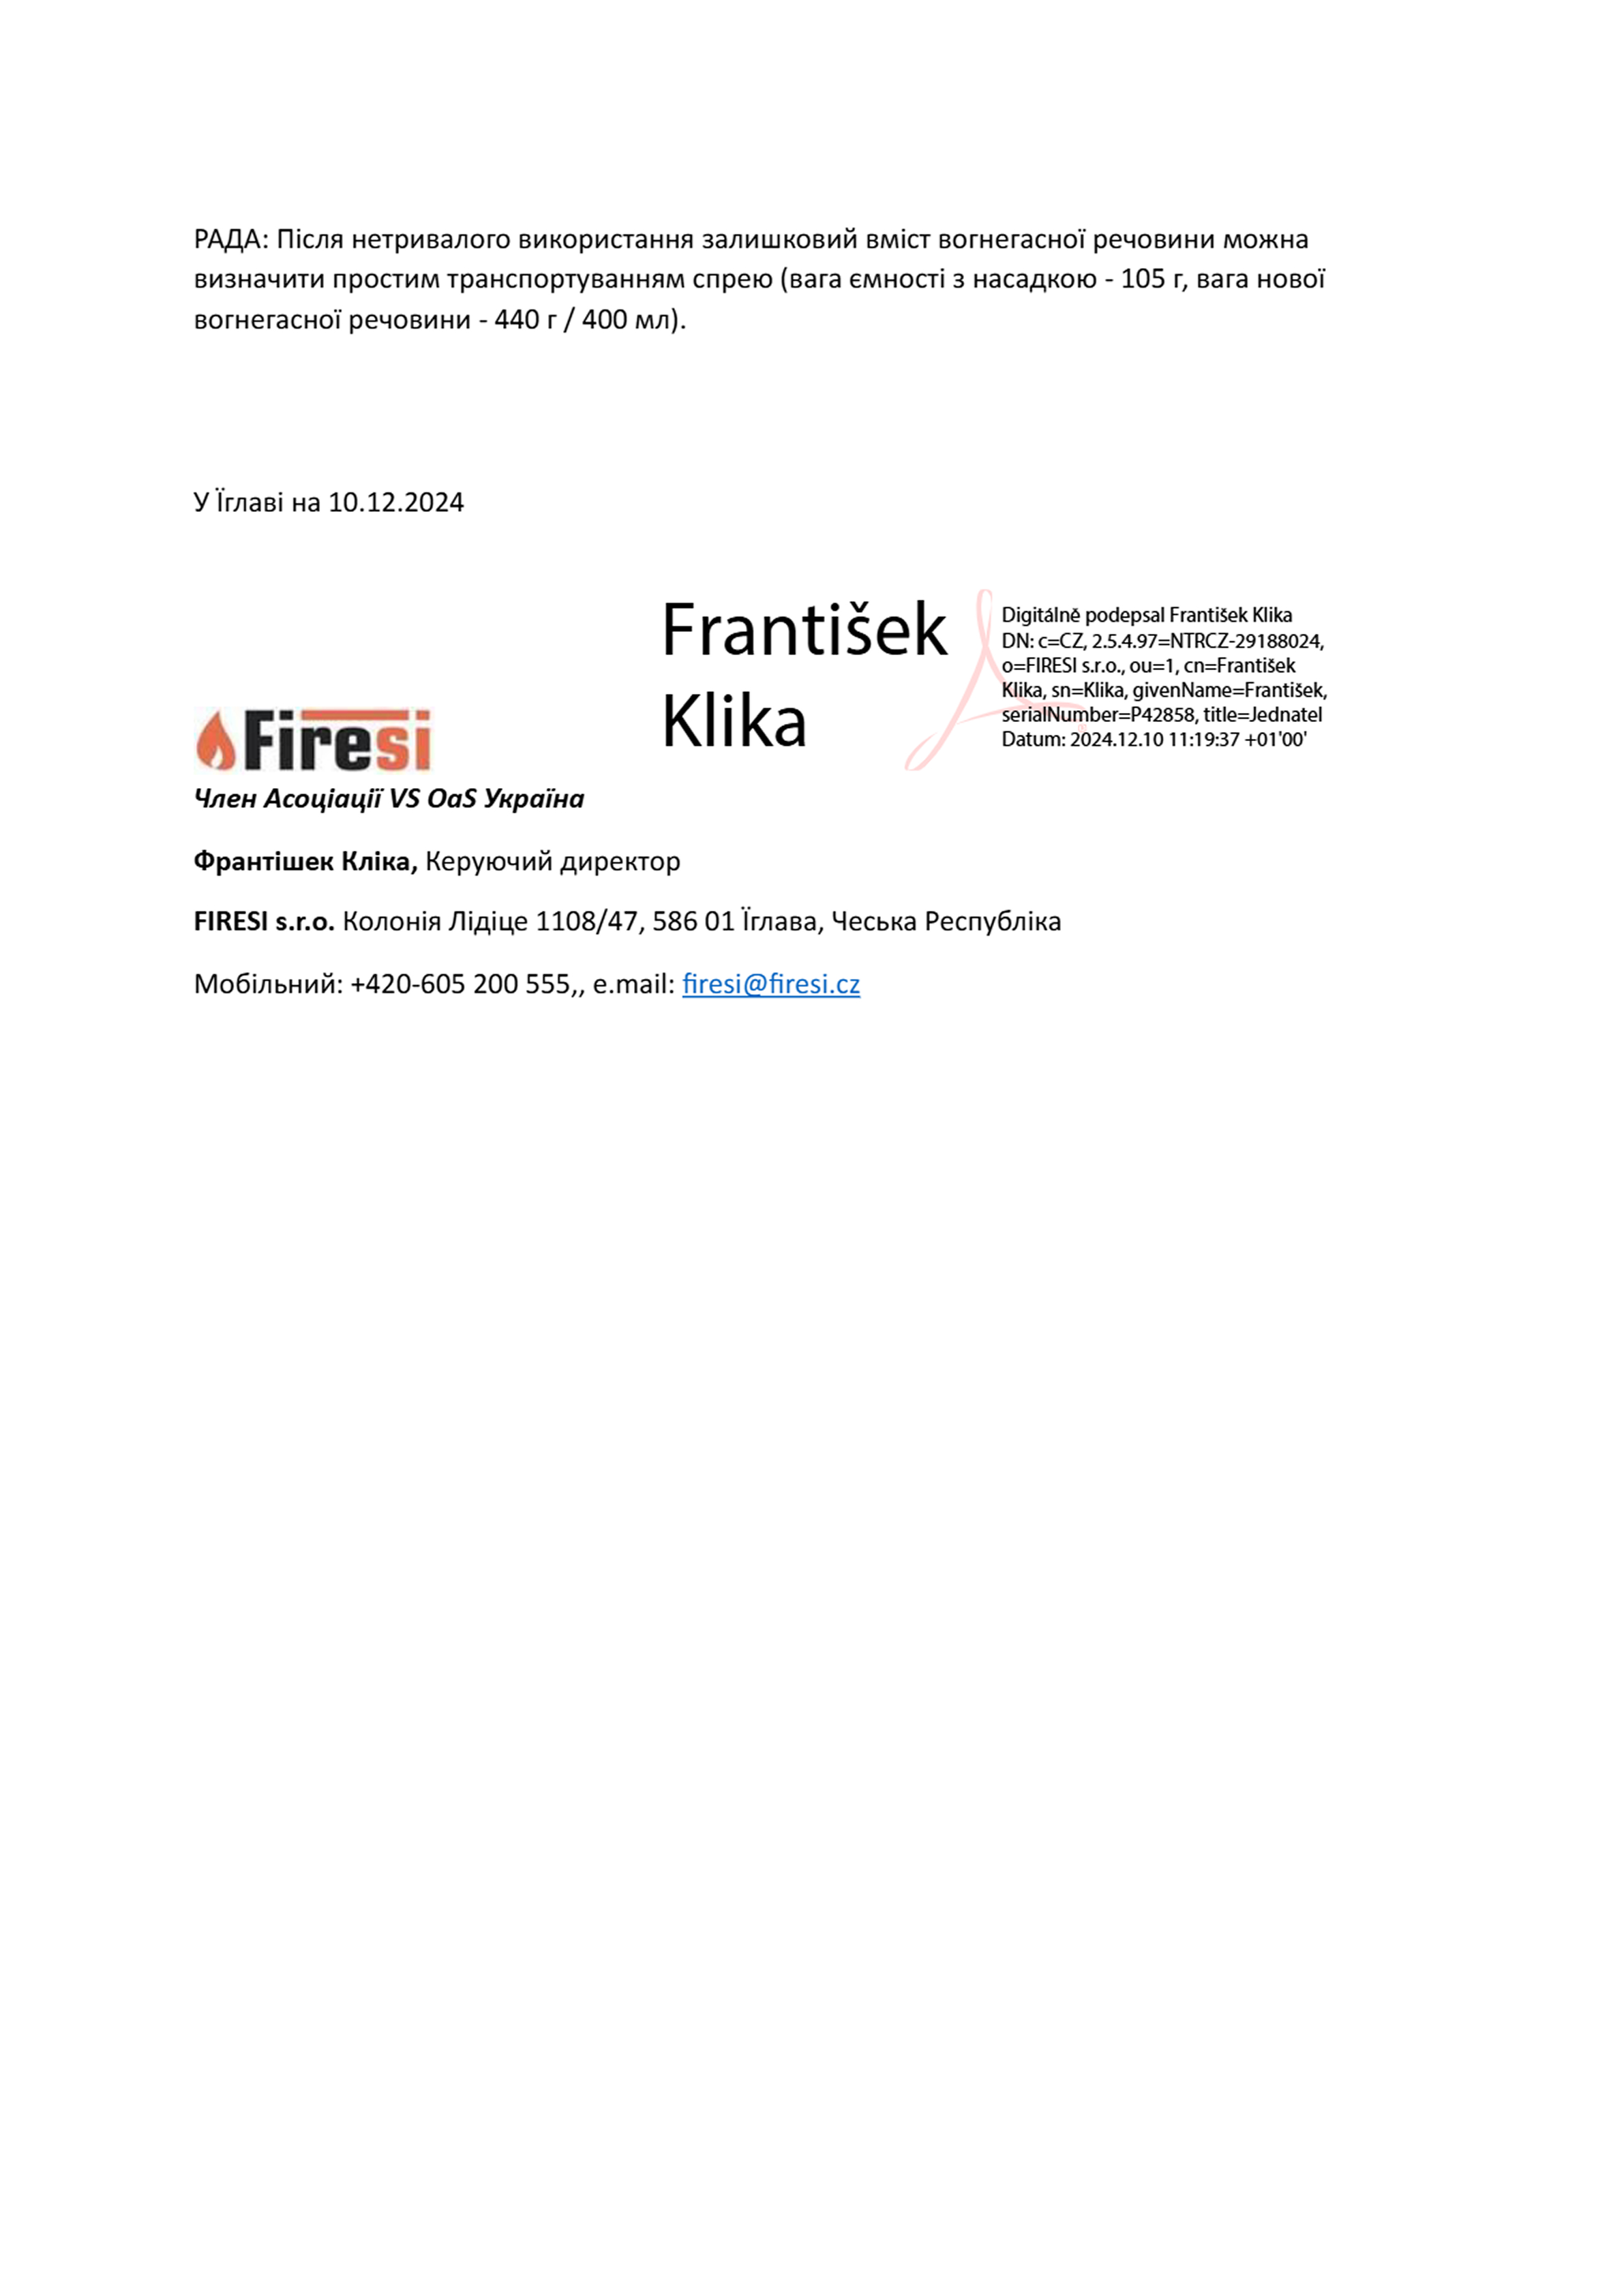 РАДА: Після нетривалого використання залишковий вміст вогнегасної речовини можна
визначити простим транспортуванням спрею (вага ємності з насадкою - 105 г, вага нової
вогнегасної речовини - 440 г / 400 мл).
У Їглаві на 10.12.2024
František
Klika
Digitálně podepsal František Klika
DN: c=CZ, 2.5.4.97=NTRCZ-29188024,
o=FIRESI s.r.o., ou=1, cn=František
Klika, sn=Klika, givenName=František,
serialNumber=P42858, title=Jednatel
Datum: 2024.12.10 11:19:37 +01'00'
Firesi
Член Асоціації VS OaS Україна
Франтішек Кліка, Керуючий директор
FIRESI s.r.o. Колонія Лідіце 1108/47, 586 01 Їглава, Чеська Республіка
Мобільний: +420-605 200 555,, e.mail: firesi@firesi.cz